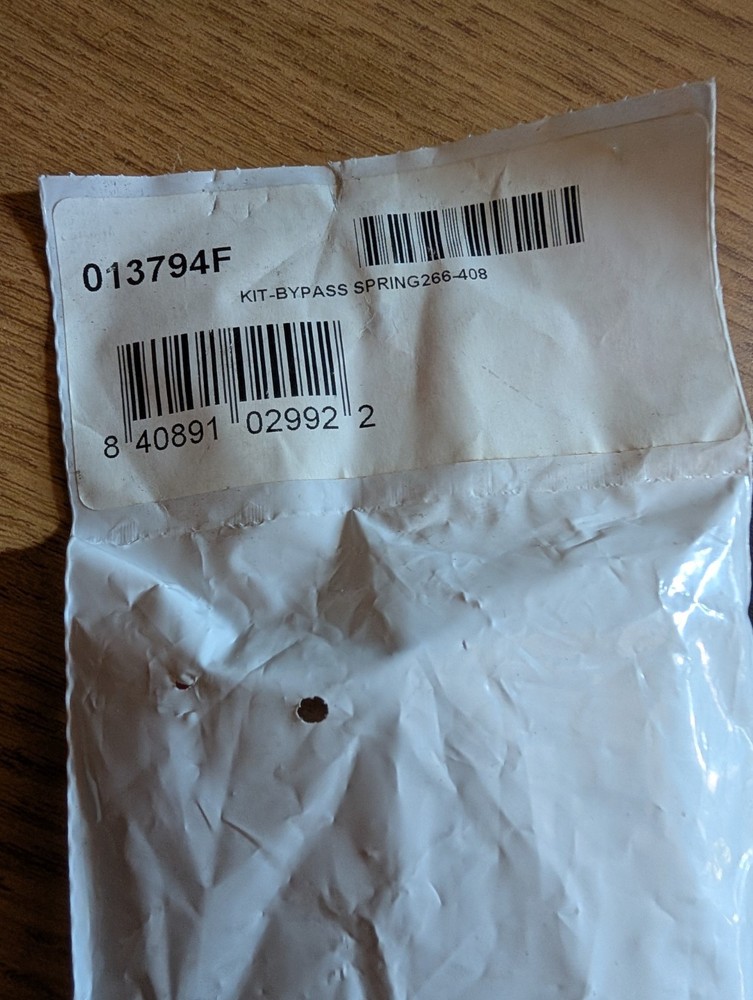 013794F
KIT-BYPASS SPRING266-408
8 40891 02992 2